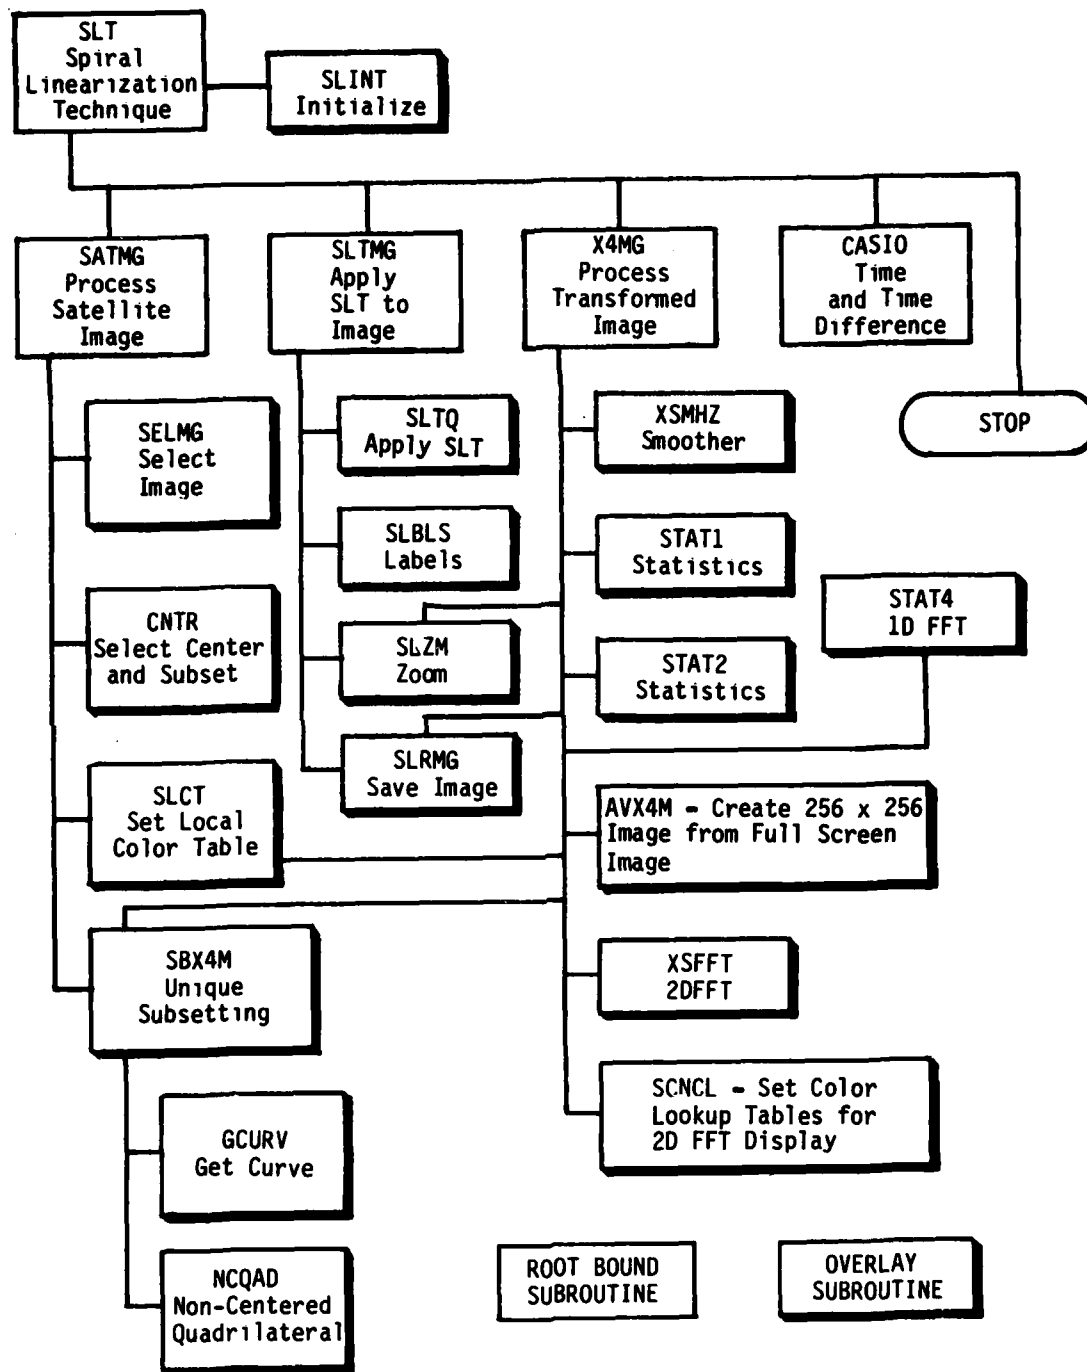 SLT
Spiral
Linearization
Technique
SLINT
Initialize
SATMG
Process
Satellite
Image
SLTMG
Apply
SLT to
Image
X4MG
Process
Transformed
Image
CASIO
Time
and Time
Difference
STOP
SELMG
Select
Image
SLTQ
Apply SLT
XSMHZ
Smoother
SLBLS
Labels
STAT1
Statistics
STAT4
1D FFT
CNTR
Select Center
and Subset
SLZM
Zoom
STAT2
Statistics
SLRMG
Save Image
SLCT
Set Local
Color Table
AVX4M - Create 256 x 256
Image from Full Screen
Image
SBX4M
Unique
Subsetting
XSFFT
2DFFT
SCNCL - Set Color
Lookup Tables for
2D FFT Display
GCURV
Get Curve
NCQAD
Non-Centered
Quadrilateral
ROOT BOUND
SUBROUTINE
OVERLAY
SUBROUTINE